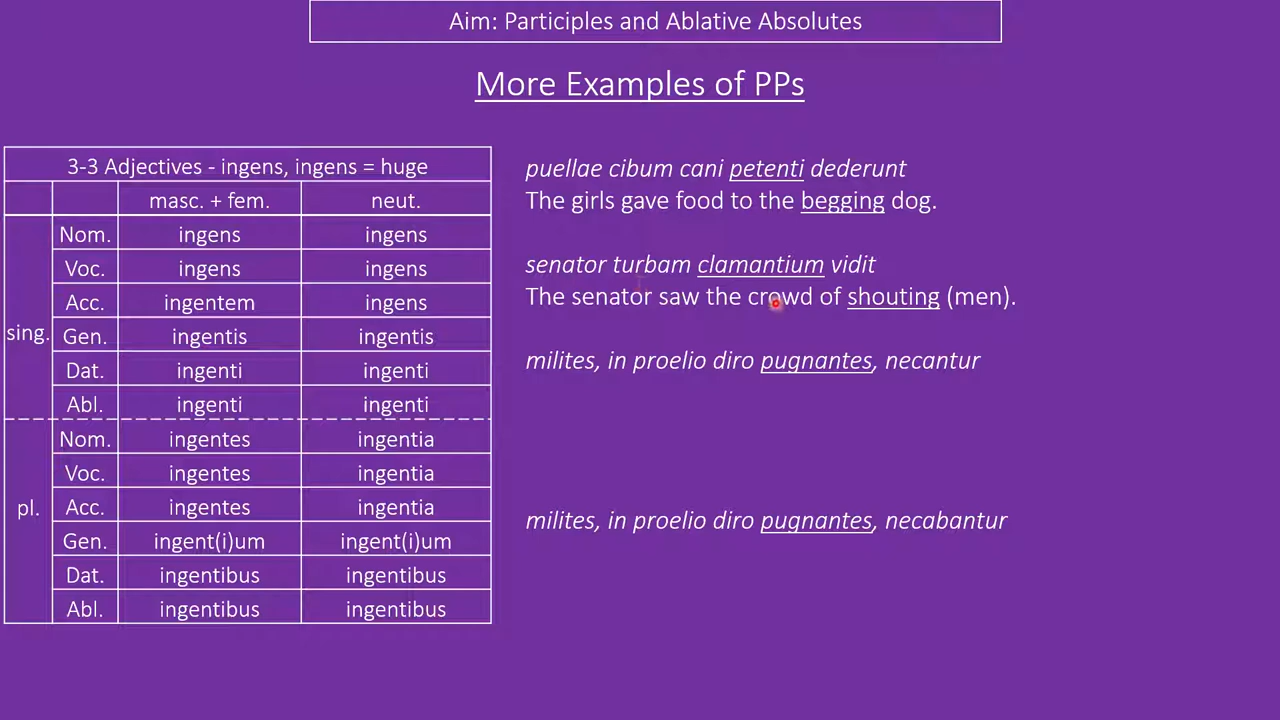 Aim: Participles and Ablative Absolutes
More Examples of PPs
3-3 Adjectives - ingens, ingens = huge
masc. + fem. neut.
sing.
Nom. ingens ingens
Voc. ingens ingens
Acc. ingentem ingens
Gen. ingentis ingentis
Dat. ingenti ingenti
Abl. ingenti ingenti
pl.
Nom. ingentes ingentia
Voc. ingentes ingentia
Acc. ingentes ingentia
Gen. ingent(i)um ingent(i)um
Dat. ingentibus ingentibus
Abl. ingentibus ingentibus
puellae cibum cani petenti dederunt
The girls gave food to the begging dog.
senator turbam clamantium vidit
The senator saw the crowd of shouting (men).
milites, in proelio diro pugnantes, necantur
milites, in proelio diro pugnantes, necabantur